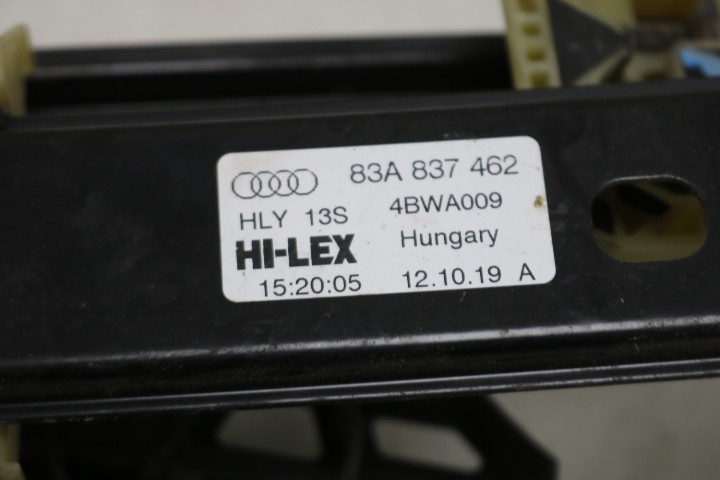 83A 837 462
HLY 13S 4BWA009
HI-LEX Hungary
15:20:05 12.10.19 A